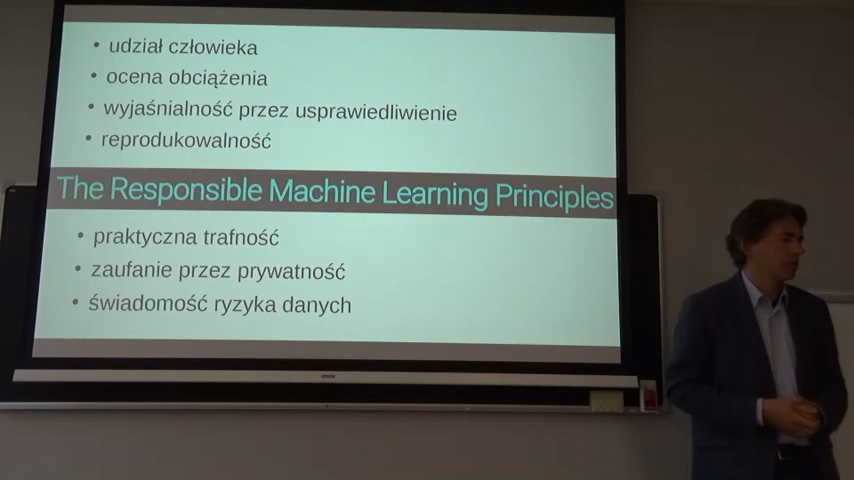 • udział człowieka
• ocena obciążenia
• wyjaśnialność przez usprawiedliwienie
• reprodukowalność
The Responsible Machine Learning Principles
• praktyczna trafność
• zaufanie przez prywatność
• świadomość ryzyka danych